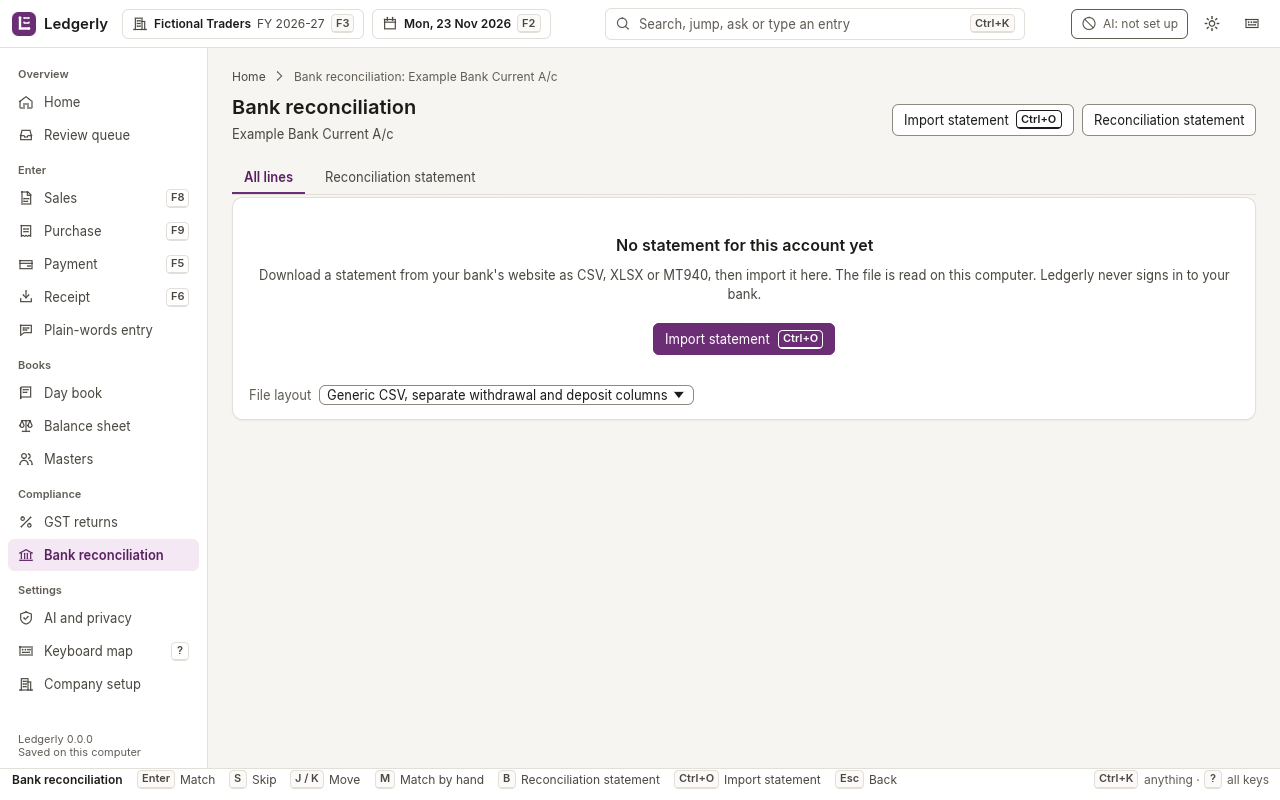 Ledgerly
Fictional Traders FY 2026-27 F3
Mon, 23 Nov 2026 F2
Search, jump, ask or type an entry Ctrl+K
AI: not set up
Overview
Home
Review queue
Enter
Sales F8
Purchase F9
Payment F5
Receipt F6
Plain-words entry
Books
Day book
Balance sheet
Masters
Compliance
GST returns
Bank reconciliation
Settings
AI and privacy
Keyboard map ?
Company setup
Ledgerly 0.0.0
Saved on this computer
Home > Bank reconciliation: Example Bank Current A/c
Bank reconciliation
Example Bank Current A/c
Import statement Ctrl+O
Reconciliation statement
All lines
Reconciliation statement
No statement for this account yet
Download a statement from your bank's website as CSV, XLSX or MT940, then import it here. The file is read on this computer. Ledgerly never signs in to your
bank.
Import statement Ctrl+O
File layout Generic CSV, separate withdrawal and deposit columns
Bank reconciliation Enter Match S Skip J / K Move M Match by hand B Reconciliation statement Ctrl+O Import statement Esc Back Ctrl+K anything · ? all keys